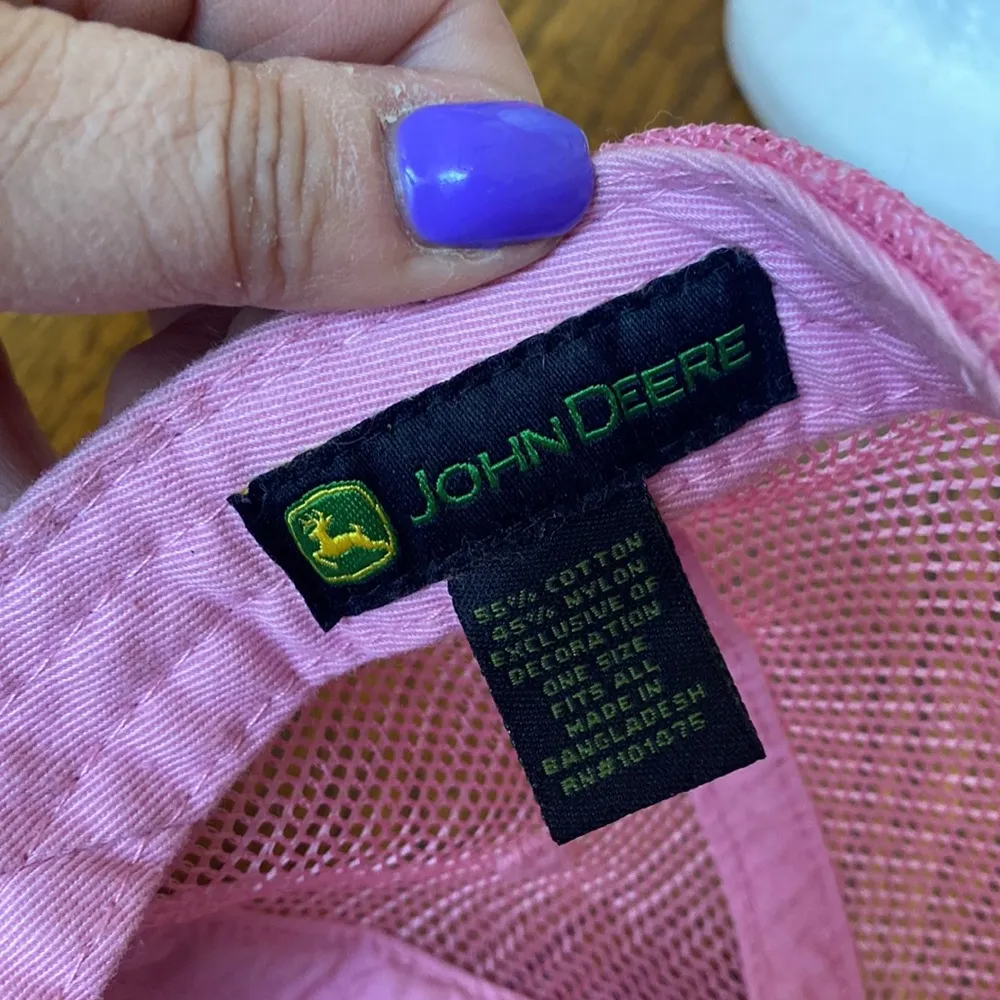 JOHN DEERE
55% COTTON
45% NYLON
EXCLUSIVE OF
DECORATION
ONE SIZE
FITS ALL
MADE IN
BANGLADESH
RN#101475